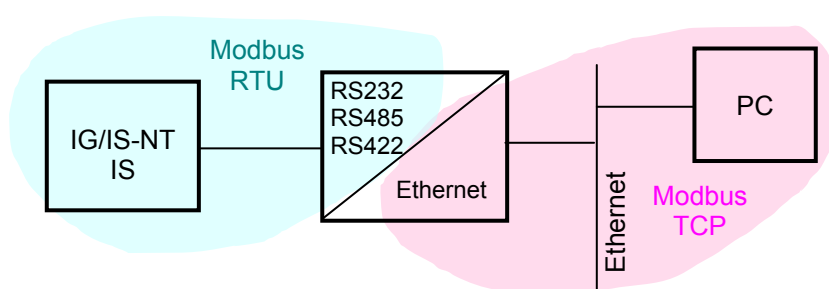 Modbus
RTU
IG/IS-NT
IS
RS232
RS485
RS422
Ethernet
Ethernet
PC
Modbus
TCP